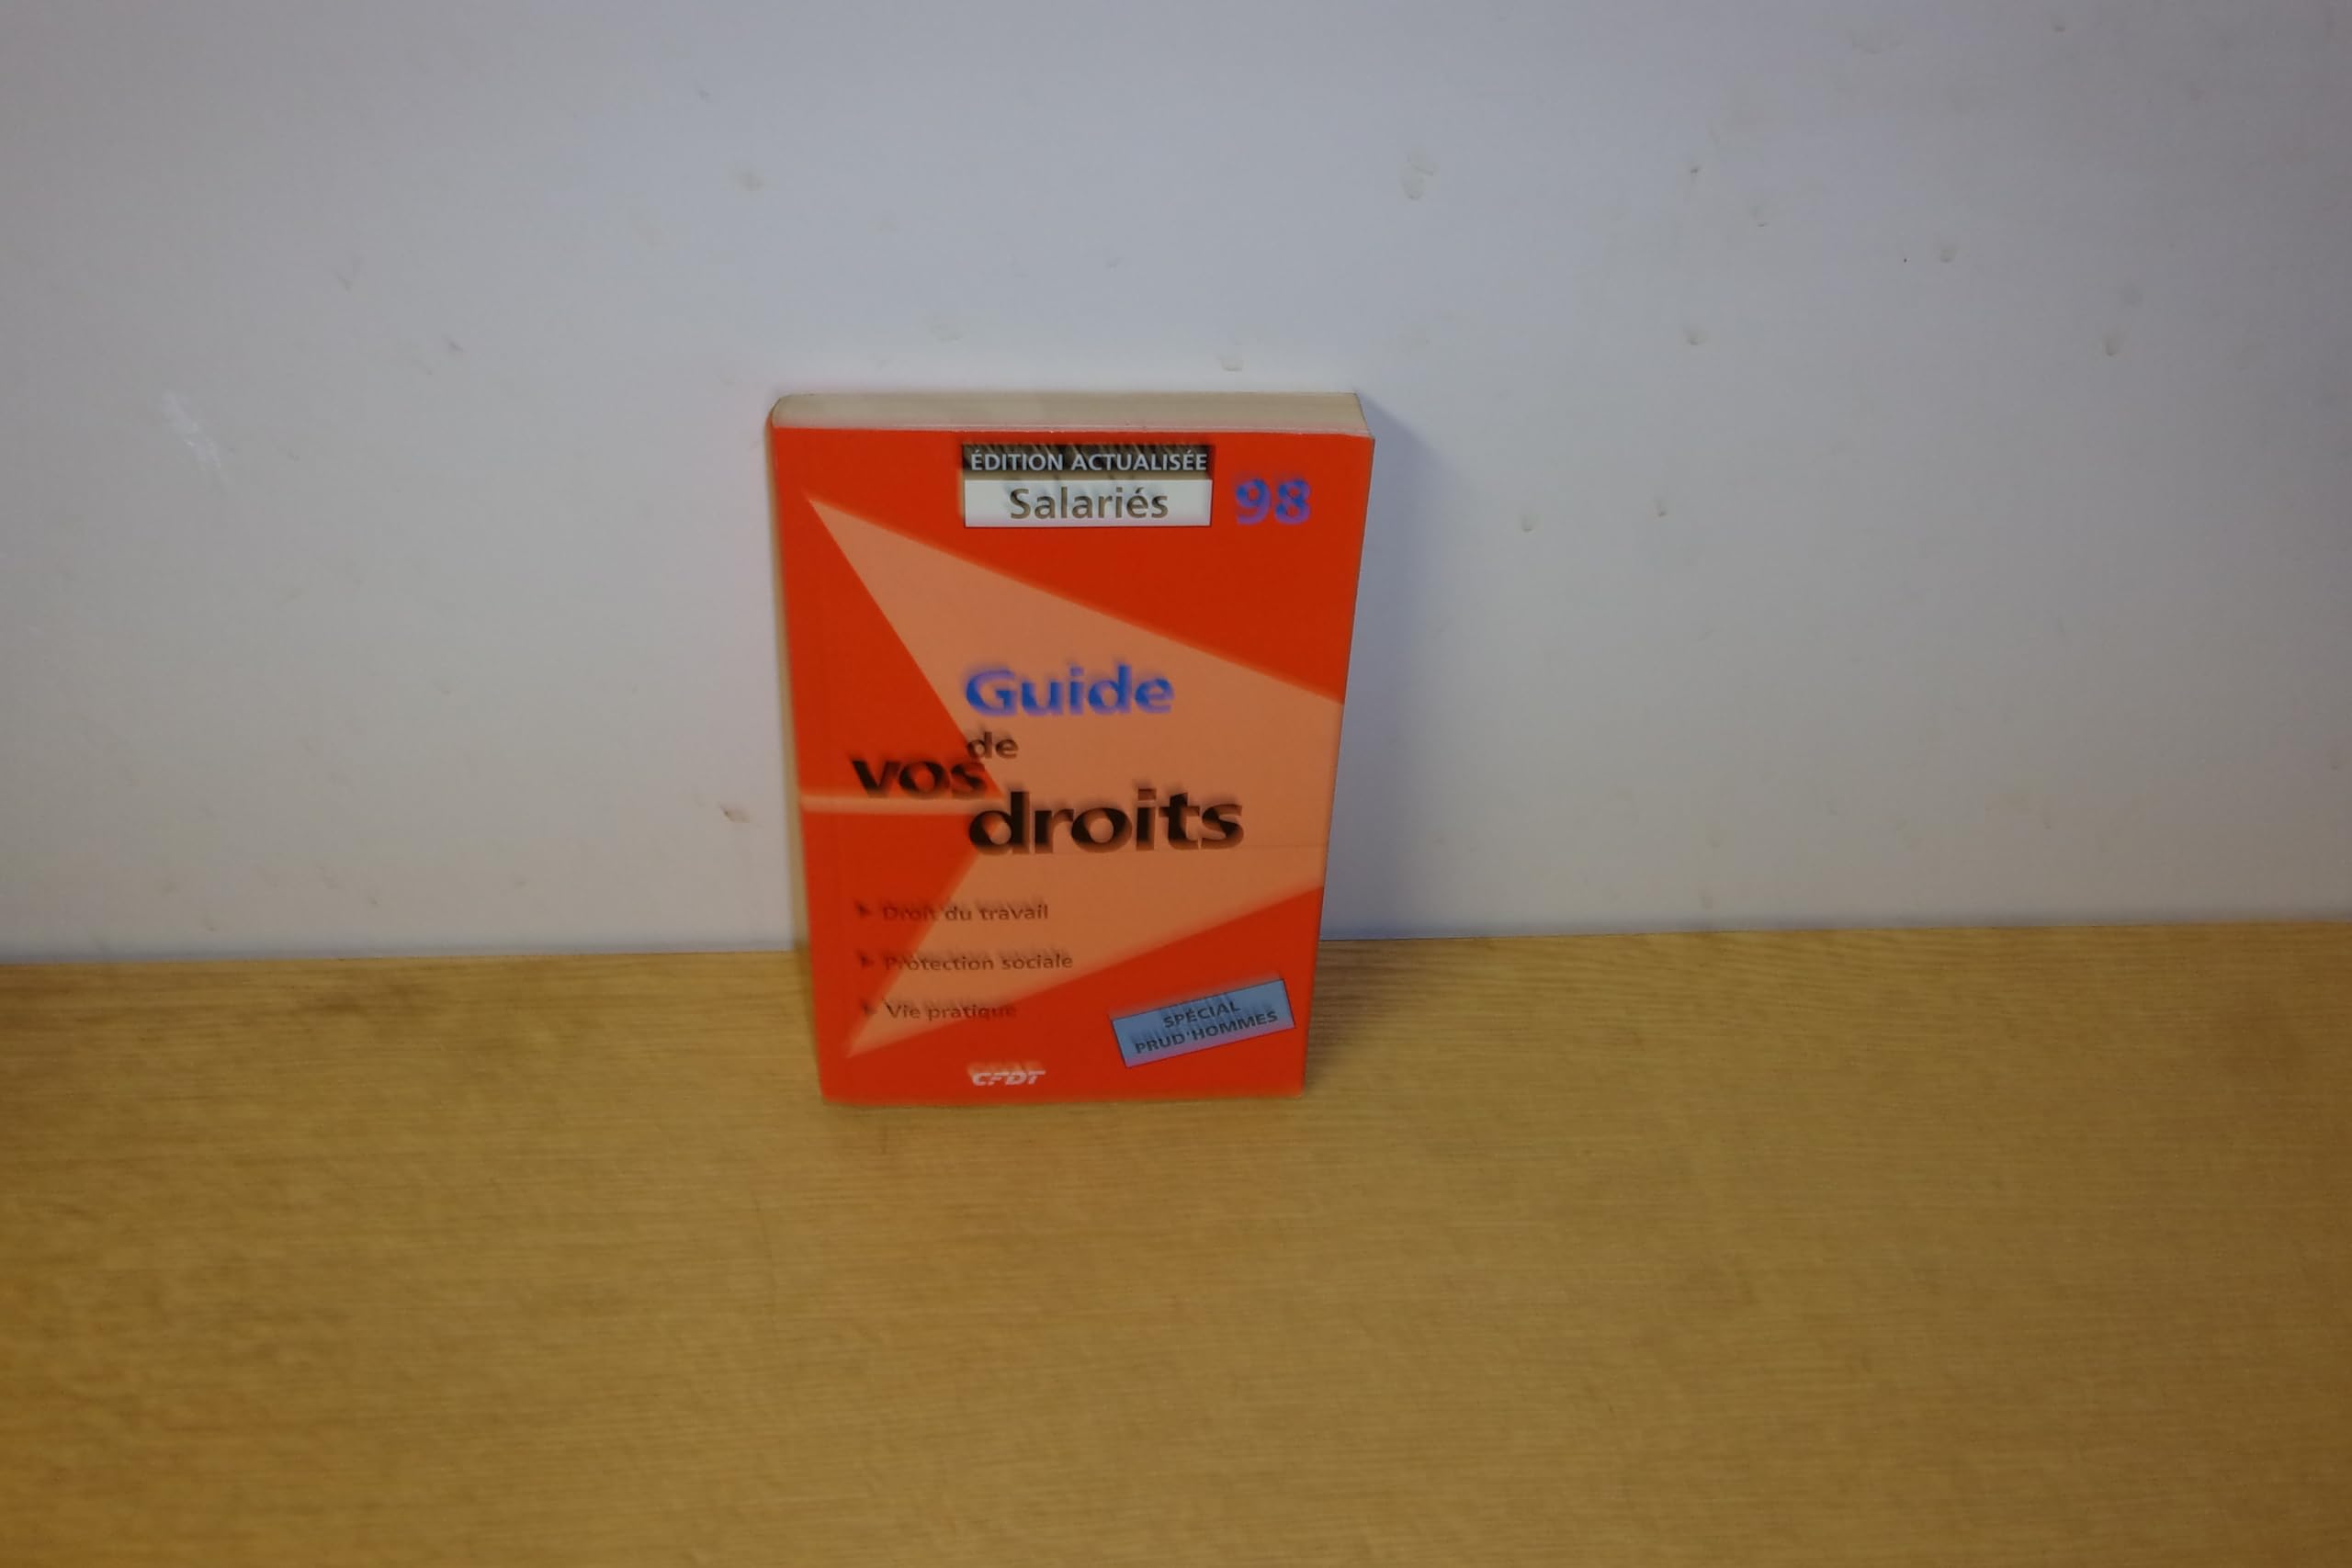 ÉDITION ACTUALISÉE
Salariés 98
Guide
de
vos
droits
Droit du travail
Protection sociale
Vie pratique
SPÉCIAL
PRUD'HOMMES
CFDT